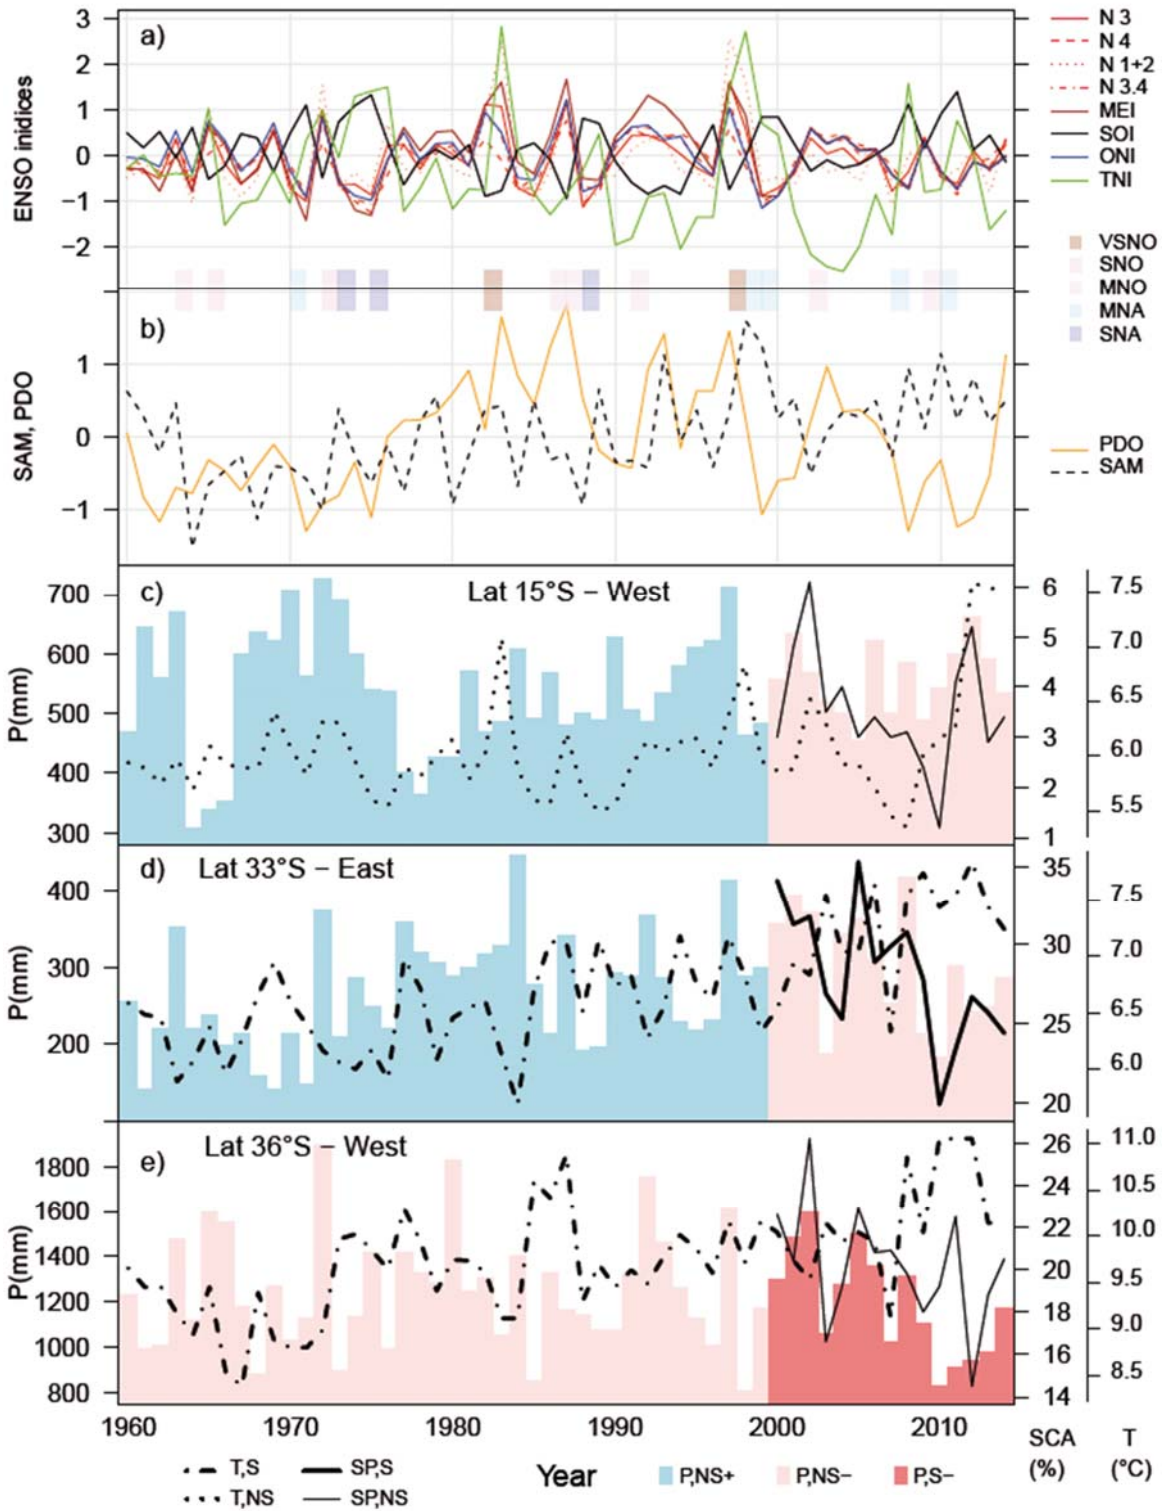 a)
ENSO inidices
3
2
1
0
−1
−2
N 3
N 4
N 1+2
N 3.4
MEI
SOI
ONI
TNI
VSNO
SNO
MNO
MNA
SNA
b)
SAM, PDO
1
0
−1
PDO
SAM
c)
Lat 15°S − West
P(mm)
700
600
500
400
300
6
5
4
3
2
1
7.5
7.0
6.5
6.0
5.5
d)
Lat 33°S − East
P(mm)
400
300
200
35
30
25
20
7.5
7.0
6.5
6.0
e)
Lat 36°S − West
P(mm)
1800
1600
1400
1200
1000
800
26
24
22
20
18
16
14
11.0
10.5
10.0
9.5
9.0
8.5
1960 1970 1980 1990 2000 2010
SCA (%)
T (°C)
Year
T,S
T,NS
SP,S
SP,NS
P,NS+
P,NS−
P,S−